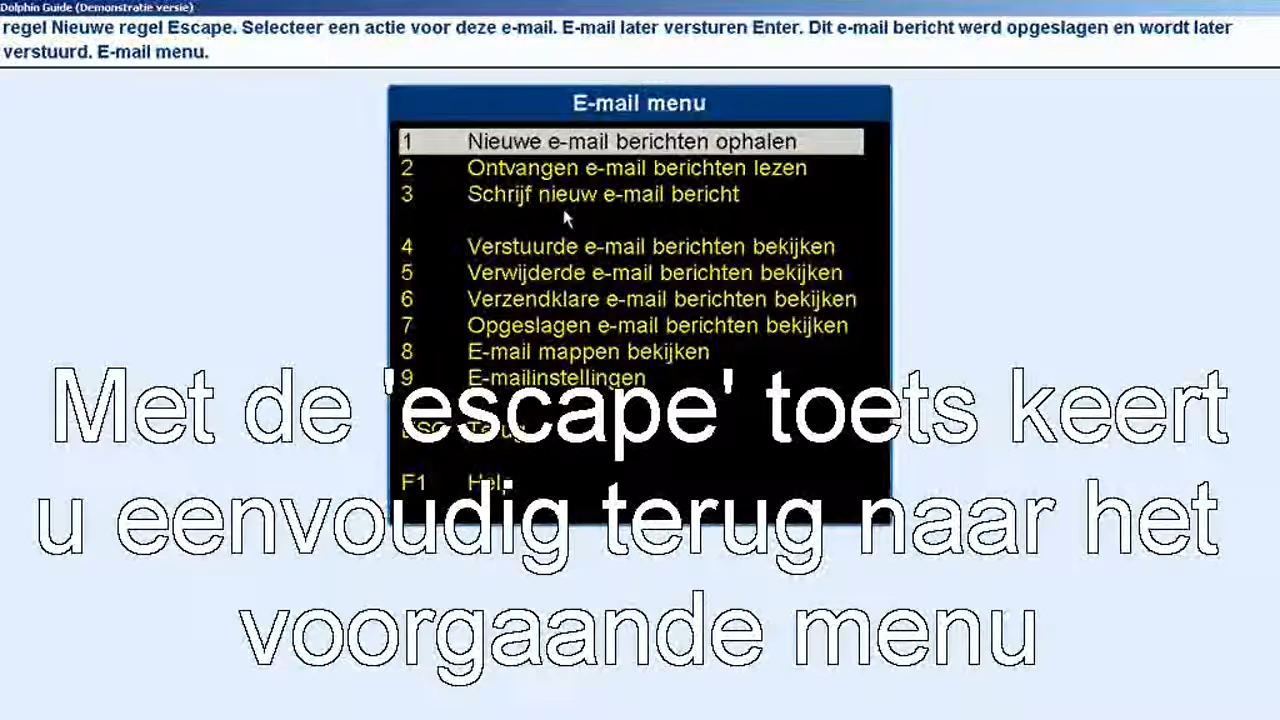 Dolphin Guide (Demonstratie versie)
regel Nieuwe regel Escape. Selecteer een actie voor deze e-mail. E-mail later versturen Enter. Dit e-mail bericht werd opgeslagen en wordt later
verstuurd. E-mail menu.
E-mail menu
1 Nieuwe e-mail berichten ophalen
2 Ontvangen e-mail berichten lezen
3 Schrijf nieuw e-mail bericht
4 Verstuurde e-mail berichten bekijken
5 Verwijderde e-mail berichten bekijken
6 Verzendklare e-mail berichten bekijken
7 Opgeslagen e-mail berichten bekijken
8 E-mail mappen bekijken
9 E-mailinstellingen
ESC Terug
F1 Help
Met de 'escape' toets keert
u eenvoudig terug naar het
voorgaande menu